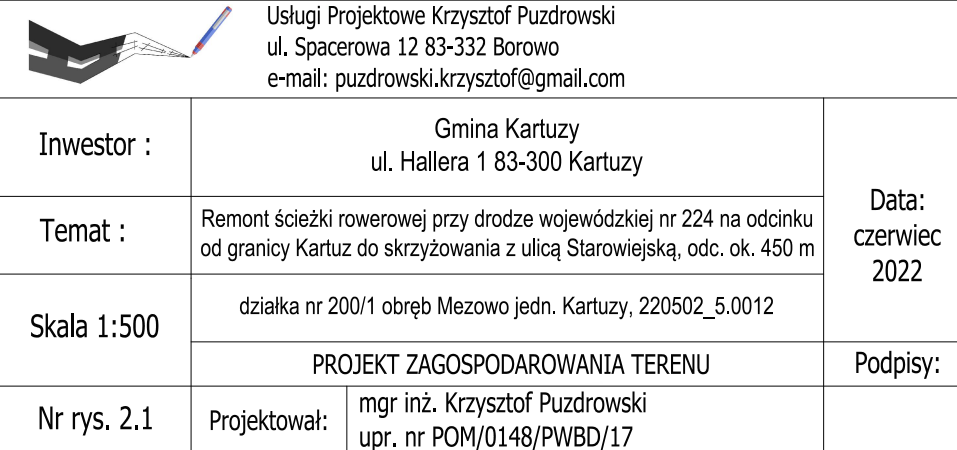 Usługi Projektowe Krzysztof Puzdrowski
ul. Spacerowa 12 83-332 Borowo
e-mail: puzdrowski.krzysztof@gmail.com
Inwestor :
Gmina Kartuzy
ul. Hallera 1 83-300 Kartuzy
Data:
czerwiec
2022
Temat :
Remont ścieżki rowerowej przy drodze wojewódzkiej nr 224 na odcinku
od granicy Kartuz do skrzyżowania z ulicą Starowiejską, odc. ok. 450 m
Skala 1:500
działka nr 200/1 obręb Mezowo jedn. Kartuzy, 220502_5.0012
PROJEKT ZAGOSPODAROWANIA TERENU
Podpisy:
Nr rys. 2.1
Projektował:
mgr inż. Krzysztof Puzdrowski
upr. nr POM/0148/PWBD/17